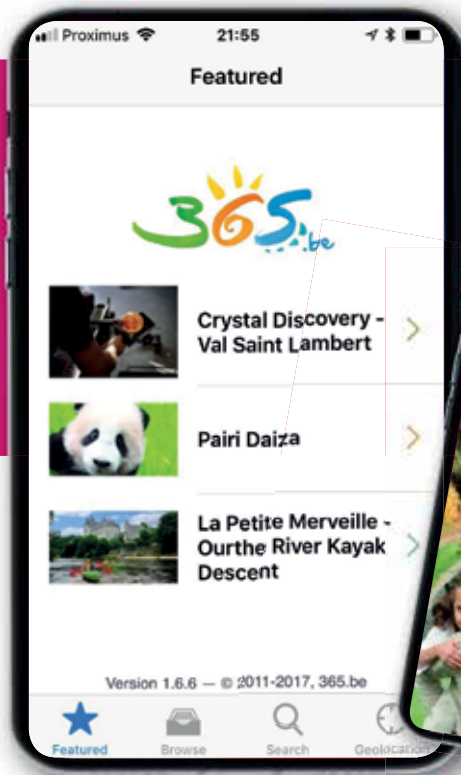 Proximus 21:55
Featured
365.be
Crystal Discovery -
Val Saint Lambert
Pairi Daiza
La Petite Merveille -
Ourthe River Kayak
Descent
Version 1.6.6 — © 2011-2017, 365.be
Featured Browse Search Geolocation